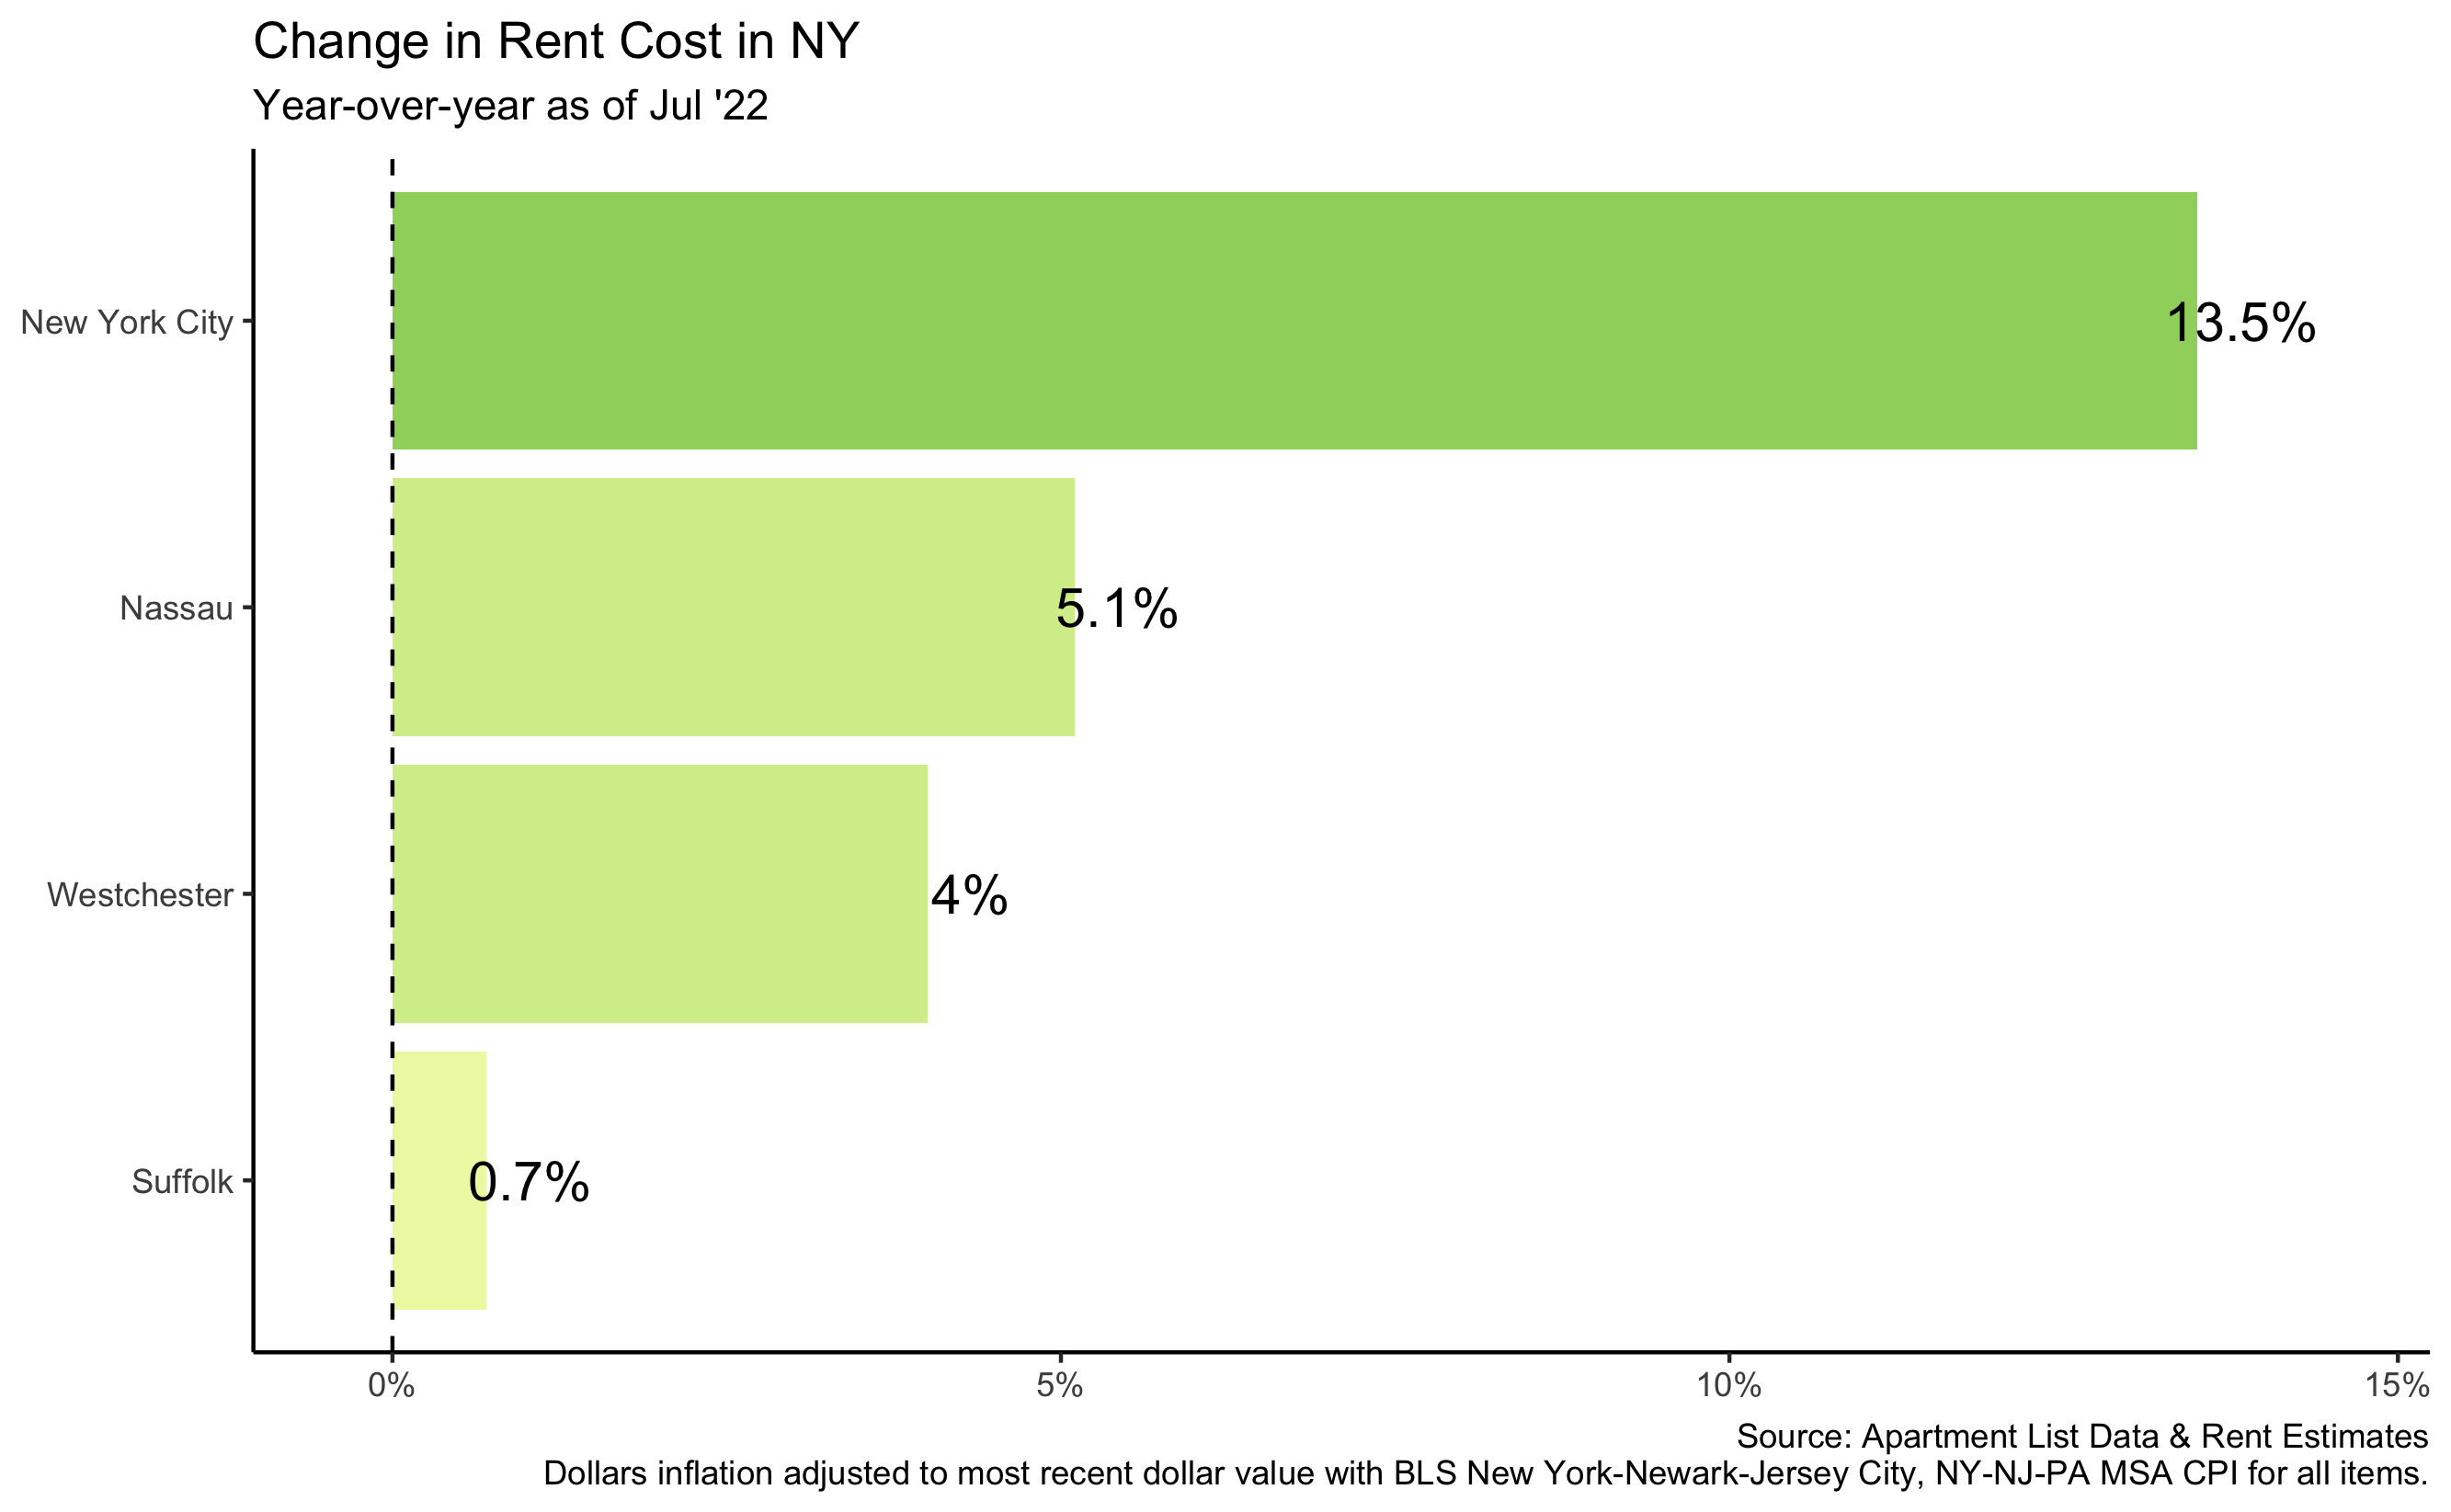 Change in Rent Cost in NY
Year-over-year as of Jul '22
New York City
13.5%
Nassau
5.1%
Westchester
4%
Suffolk
0.7%
0%
5%
10%
15%
Source: Apartment List Data & Rent Estimates
Dollars inflation adjusted to most recent dollar value with BLS New York-Newark-Jersey City, NY-NJ-PA MSA CPI for all items.